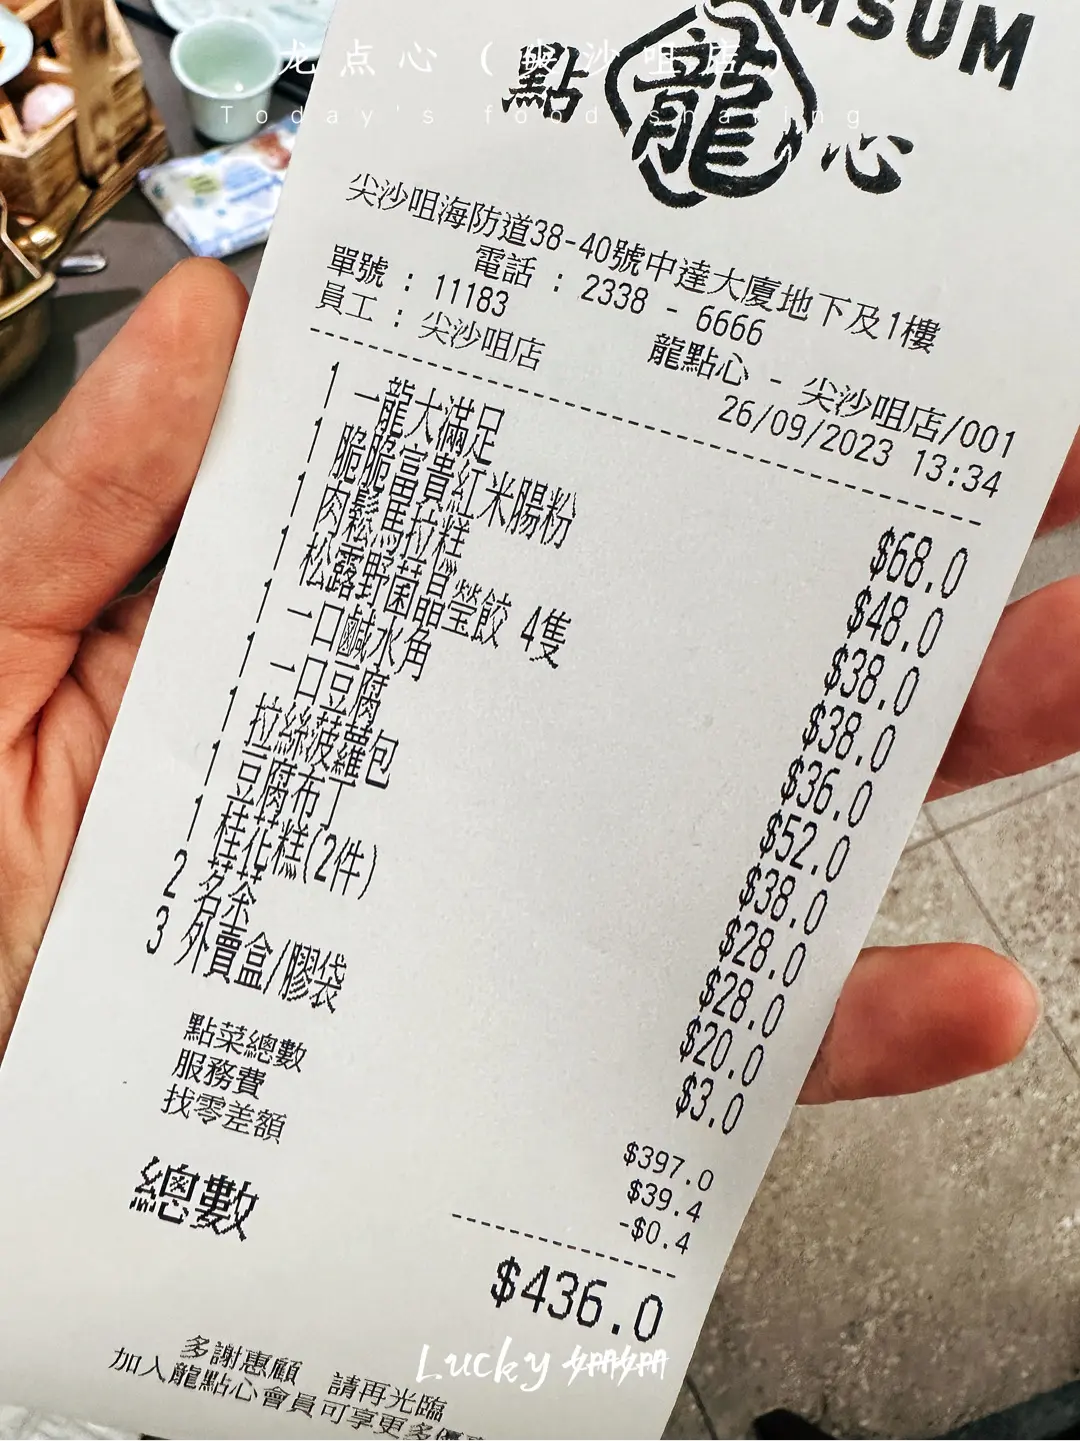 MSUM
龙点心（尖沙咀店）
Today's food sharing
點龍心
尖沙咀海防道38-40號中達大廈地下及1樓
電話 : 2338 - 6666
單號 : 11183
龍點心 - 尖沙咀店/001
員工 : 尖沙咀店
26/09/2023 13:34
1 一龍大滿足 $68.0
1 脆脆富貴紅米腸粉 $48.0
1 肉鬆馬拉糕 $38.0
1 松露野菌晶瑩餃 4隻 $38.0
1 一口鹹水角 $36.0
1 一口豆腐 $52.0
1 拉絲菠蘿包 $38.0
1 豆腐布丁 $28.0
1 桂花糕(2件) $28.0
2 茗茶 $20.0
3 外賣盒/膠袋 $3.0
點菜總數 $397.0
服務費 $39.4
找零差額 -$0.4
總數 $436.0
多謝惠顧 請再光臨
加入龍點心會員可享更多優
Lucky